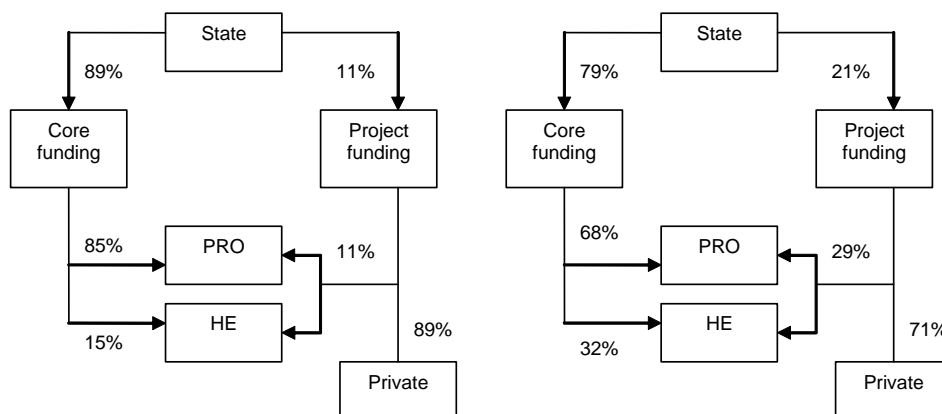 State
89%
11%
Core
funding
Project
funding
85%
PRO
11%
HE
15%
89%
Private
State
79%
21%
Core
funding
Project
funding
68%
PRO
29%
HE
32%
71%
Private